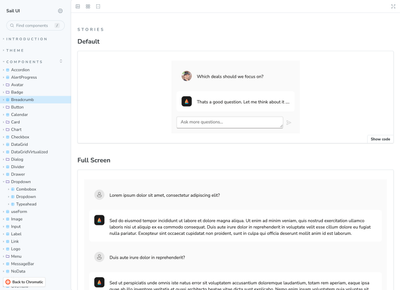 Sail UI
Find components
INTRODUCTION
THEME
COMPONENTS
Accordion
AlertProgress
Avatar
Badge
Breadcrumb
Button
Calendar
Card
Chart
Checkbox
DataGrid
DataGridVirtualized
Dialog
Divider
Drawer
Dropdown
Combobox
Dropdown
Typeahead
useForm
Image
Input
Label
Link
Logo
Menu
MessageBar
NoData
Back to Chromatic
STORIES
Default
Which deals should we focus on?
Thats a good question. Let me think about it ...
Ask more questions...
Show code
Full Screen
Lorem ipsum dolor sit amet, consectetur adipiscing elit?
Sed do eiusmod tempor incididunt ut labore et dolore magna aliqua. Ut enim ad minim veniam, quis nostrud exercitation ullamco
laboris nisi ut aliquip ex ea commodo consequat. Duis aute irure dolor in reprehenderit in voluptate velit esse cillum dolore eu fugiat
nulla pariatur. Excepteur sint occaecat cupidatat non proident, sunt in culpa qui officia deserunt mollit anim id est laborum.
Duis aute irure dolor in reprehenderit?
Sed ut perspiciatis unde omnis iste natus error sit voluptatem accusantium doloremque laudantium, totam rem aperiam, eaque ipsa